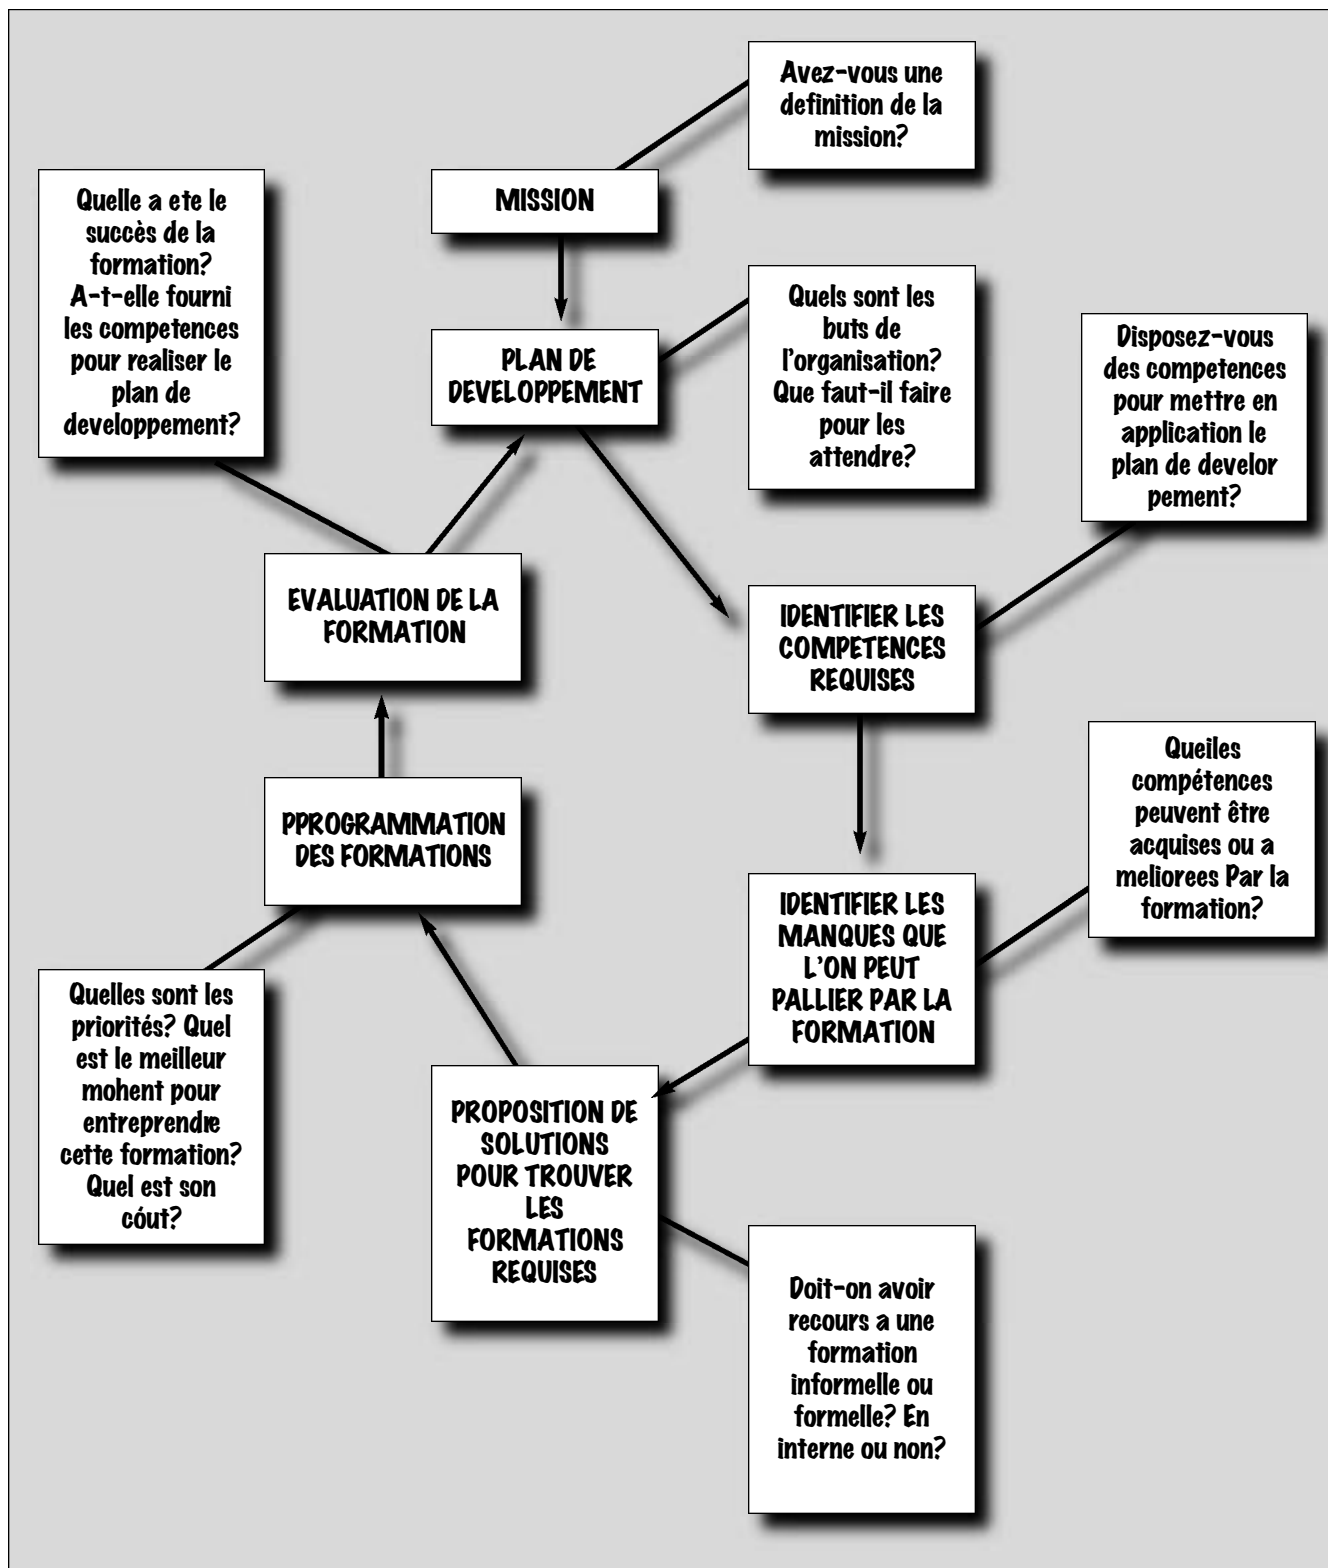 Avez-vous une
definition de la
mission?
MISSION
Quelle a ete le
succès de la
formation?
A-t-elle fourni
les competences
pour realiser le
plan de
developpement?
PLAN DE
DEVELOPPEMENT
Quels sont les
buts de
l'organisation?
Que faut-il faire
pour les
attendre?
Disposez-vous
des competences
pour mettre en
application le
plan de develor
pement?
EVALUATION DE LA
FORMATION
IDENTIFIER LES
COMPETENCES
REQUISES
Queiles
compétences
peuvent être
acquises ou a
meliorees Par la
formation?
PPROGRAMMATION
DES FORMATIONS
IDENTIFIER LES
MANQUES QUE
L'ON PEUT
PALLIER PAR LA
FORMATION
Quelles sont les
priorités? Quel
est le meilleur
mohent pour
entreprendre
cette formation?
Quel est son
cóut?
PROPOSITION DE
SOLUTIONS
POUR TROUVER
LES
FORMATIONS
REQUISES
Doit-on avoir
recours a une
formation
informelle ou
formelle? En
interne ou non?